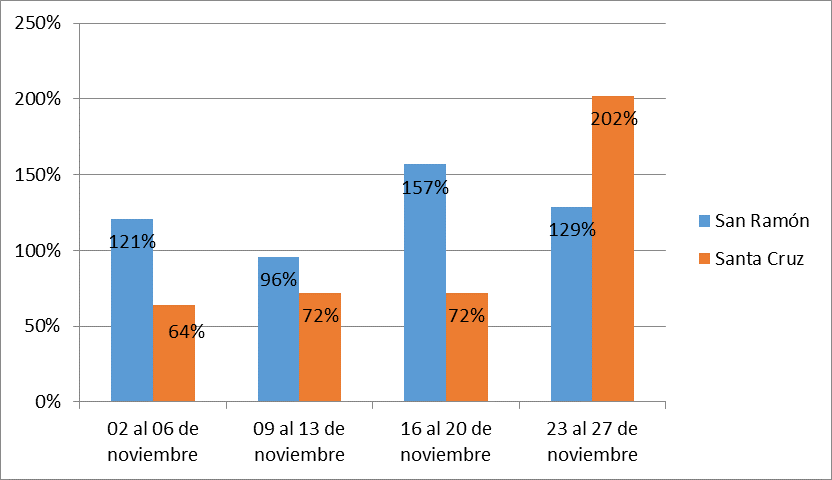 250%
200%
150%
100%
50%
0%
121%
64%
96%
72%
157%
72%
129%
202%
02 al 06 de
noviembre
09 al 13 de
noviembre
16 al 20 de
noviembre
23 al 27 de
noviembre
San Ramón
Santa Cruz